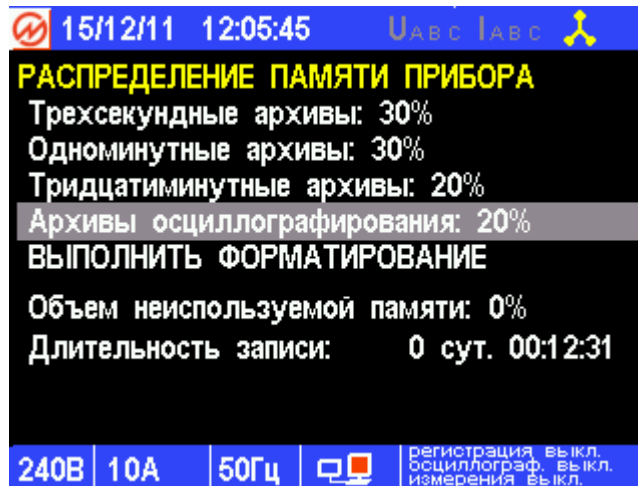 15/12/11 12:05:45 UABC IABC
РАСПРЕДЕЛЕНИЕ ПАМЯТИ ПРИБОРА
Трехсекундные архивы: 30%
Одноминутные архивы: 30%
Тридцатиминутные архивы: 20%
Архивы осциллографирования: 20%
ВЫПОЛНИТЬ ФОРМАТИРОВАНИЕ
Объем неиспользуемой памяти: 0%
Длительность записи: 0 сут. 00:12:31
240В 10А 50Гц
регистрация выкл.
осциллограф. выкл.
измерения выкл.